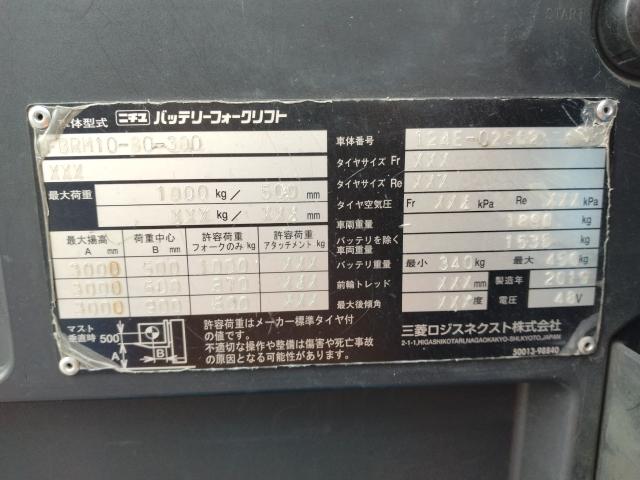 START
体型式 ニチユ バッテリーフォークリフト
FBRM10-80-300
XXX
最大荷重 1000 kg / 500 mm
XXX kg / XXX mm
最大揚高 A mm 荷重中心 B mm 許容荷重 フォークのみ kg 許容荷重 アタッチメント kg
3000 500
3000 XXX
3000
マスト垂直時 500 A B
許容荷重はメーカー標準タイヤ付
の値です。
不適切な操作や整備は傷害や死亡事故
の原因となる可能性があります。
車体番号 124E-02
タイヤサイズ Fr XXX
タイヤサイズ Re XXX
タイヤ空気圧 Fr XXX kPa Re XXX kPa
車両重量 kg
バッテリを除く車両重量 kg
バッテリ重量 最小 340 kg 最大 kg
前輪トレッド XXX mm 製造年
最大後傾角 XXX 度 電圧 48V
三菱ロジスネクスト株式会社
2-1-1,HIGASHIKOTARI,NAGAOKAKYO-SHI,KYOTO,JAPAN
50013-98840